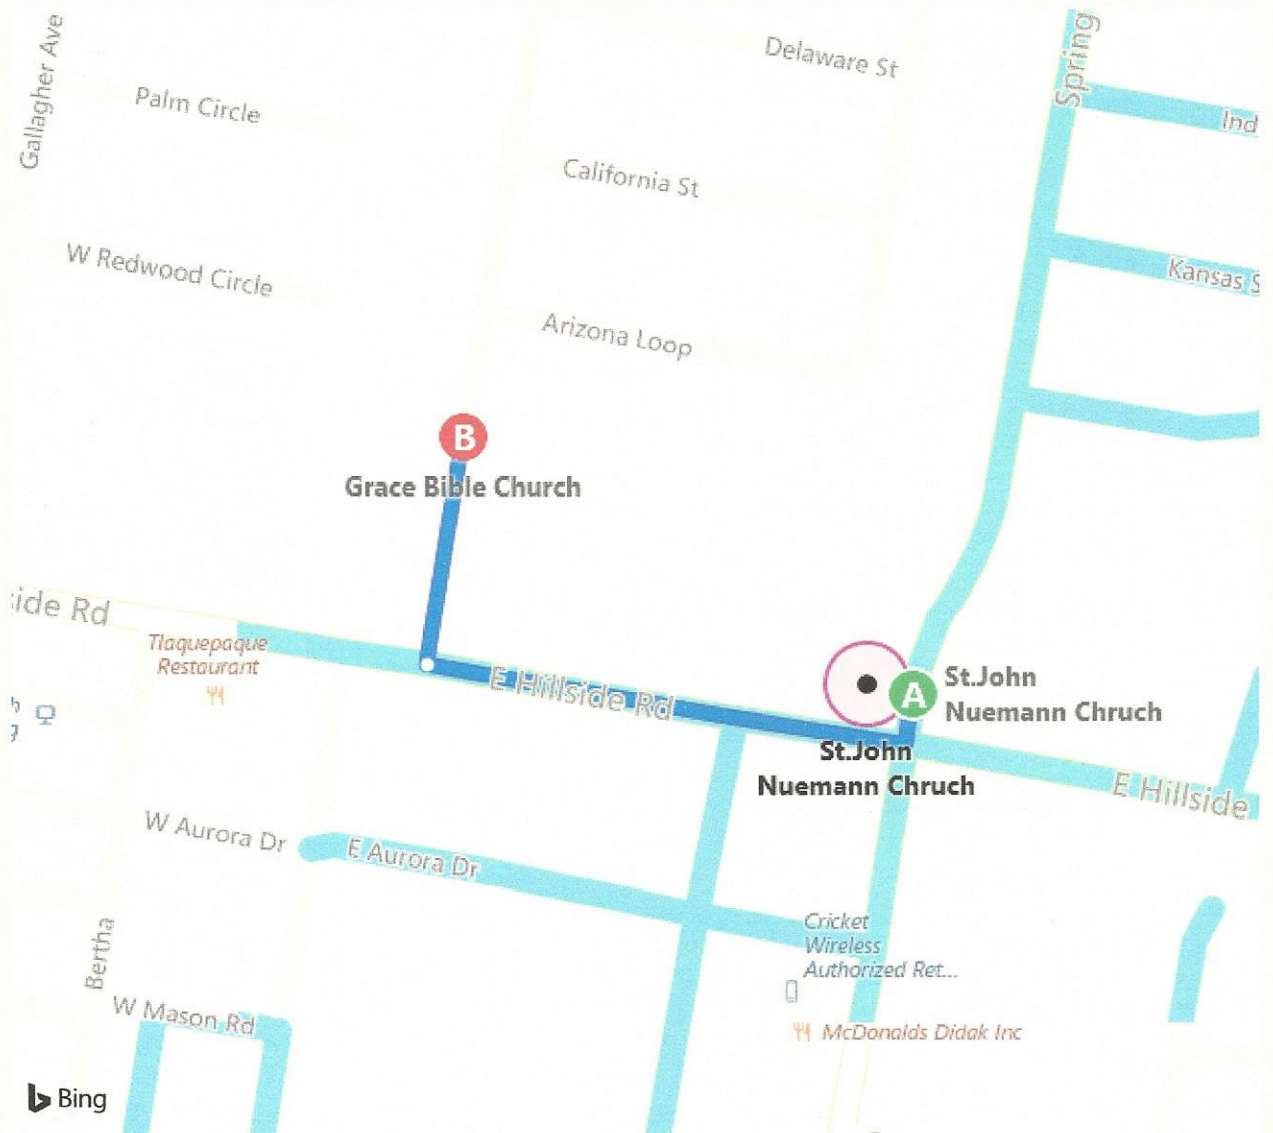 Gallagher Ave
Delaware St
Spring
Palm Circle
Ind
California St
W Redwood Circle
Kansas S
Arizona Loop
B
Grace Bible Church
side Rd
Tlaquepaque
Restaurant
E Hillside Rd
A
St.John
Nuemann Chruch
St.John
Nuemann Chruch
E Hillside
W Aurora Dr
E Aurora Dr
Cricket
Wireless
Authorized Ret...
Bertha
W Mason Rd
McDonalds Didak Inc
Bing